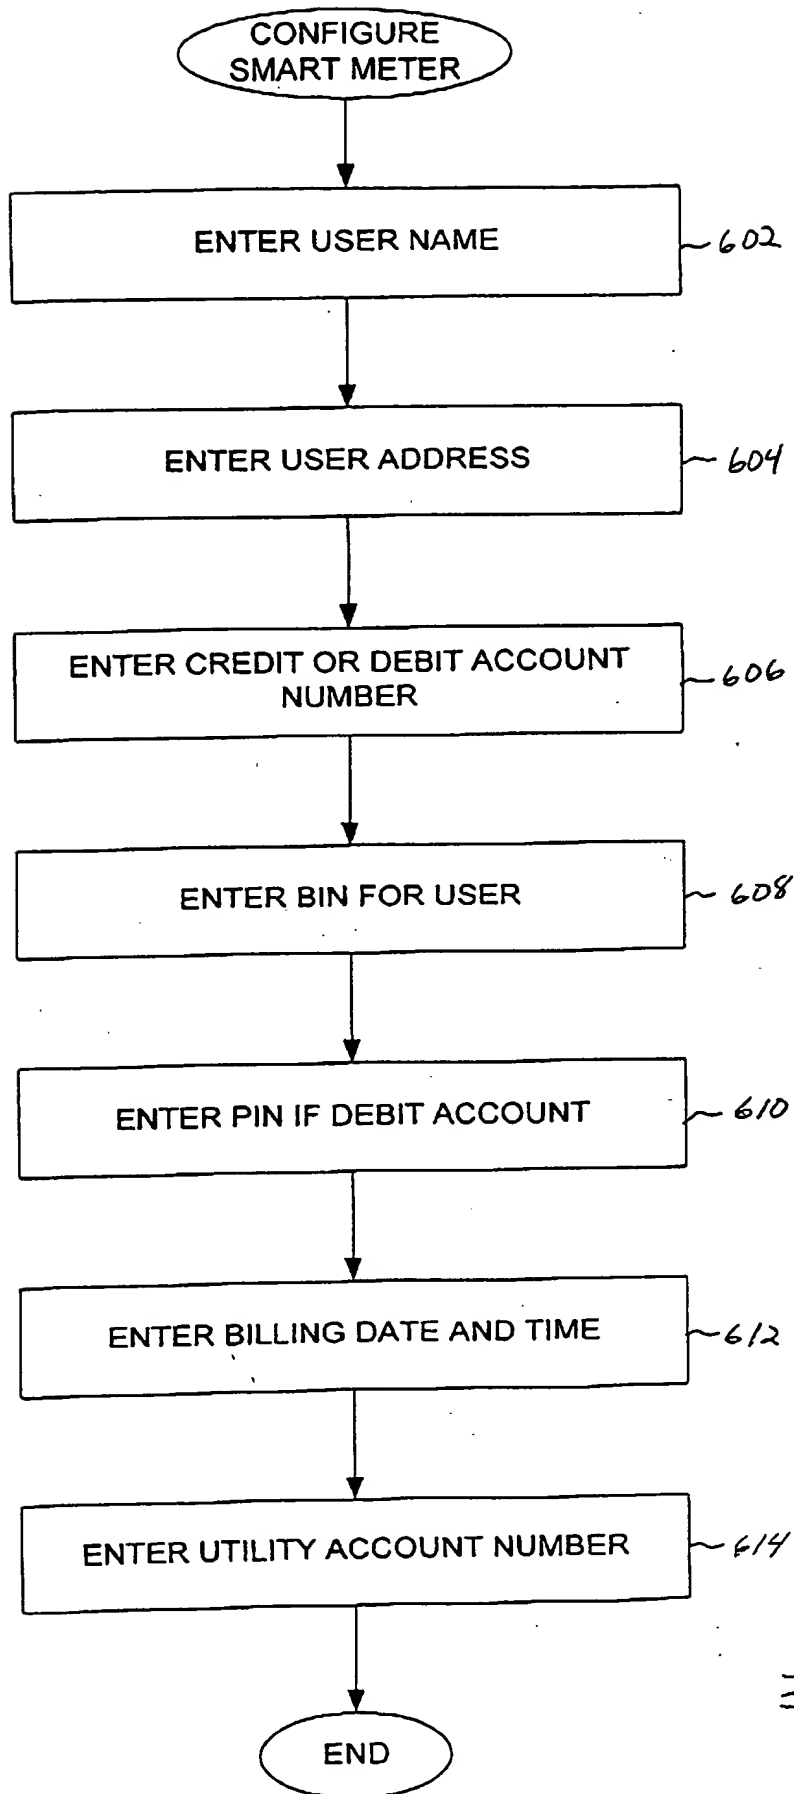 CONFIGURE
SMART METER
ENTER USER NAME
602
ENTER USER ADDRESS
604
ENTER CREDIT OR DEBIT ACCOUNT
NUMBER
606
ENTER BIN FOR USER
608
ENTER PIN IF DEBIT ACCOUNT
610
ENTER BILLING DATE AND TIME
612
ENTER UTILITY ACCOUNT NUMBER
614
END